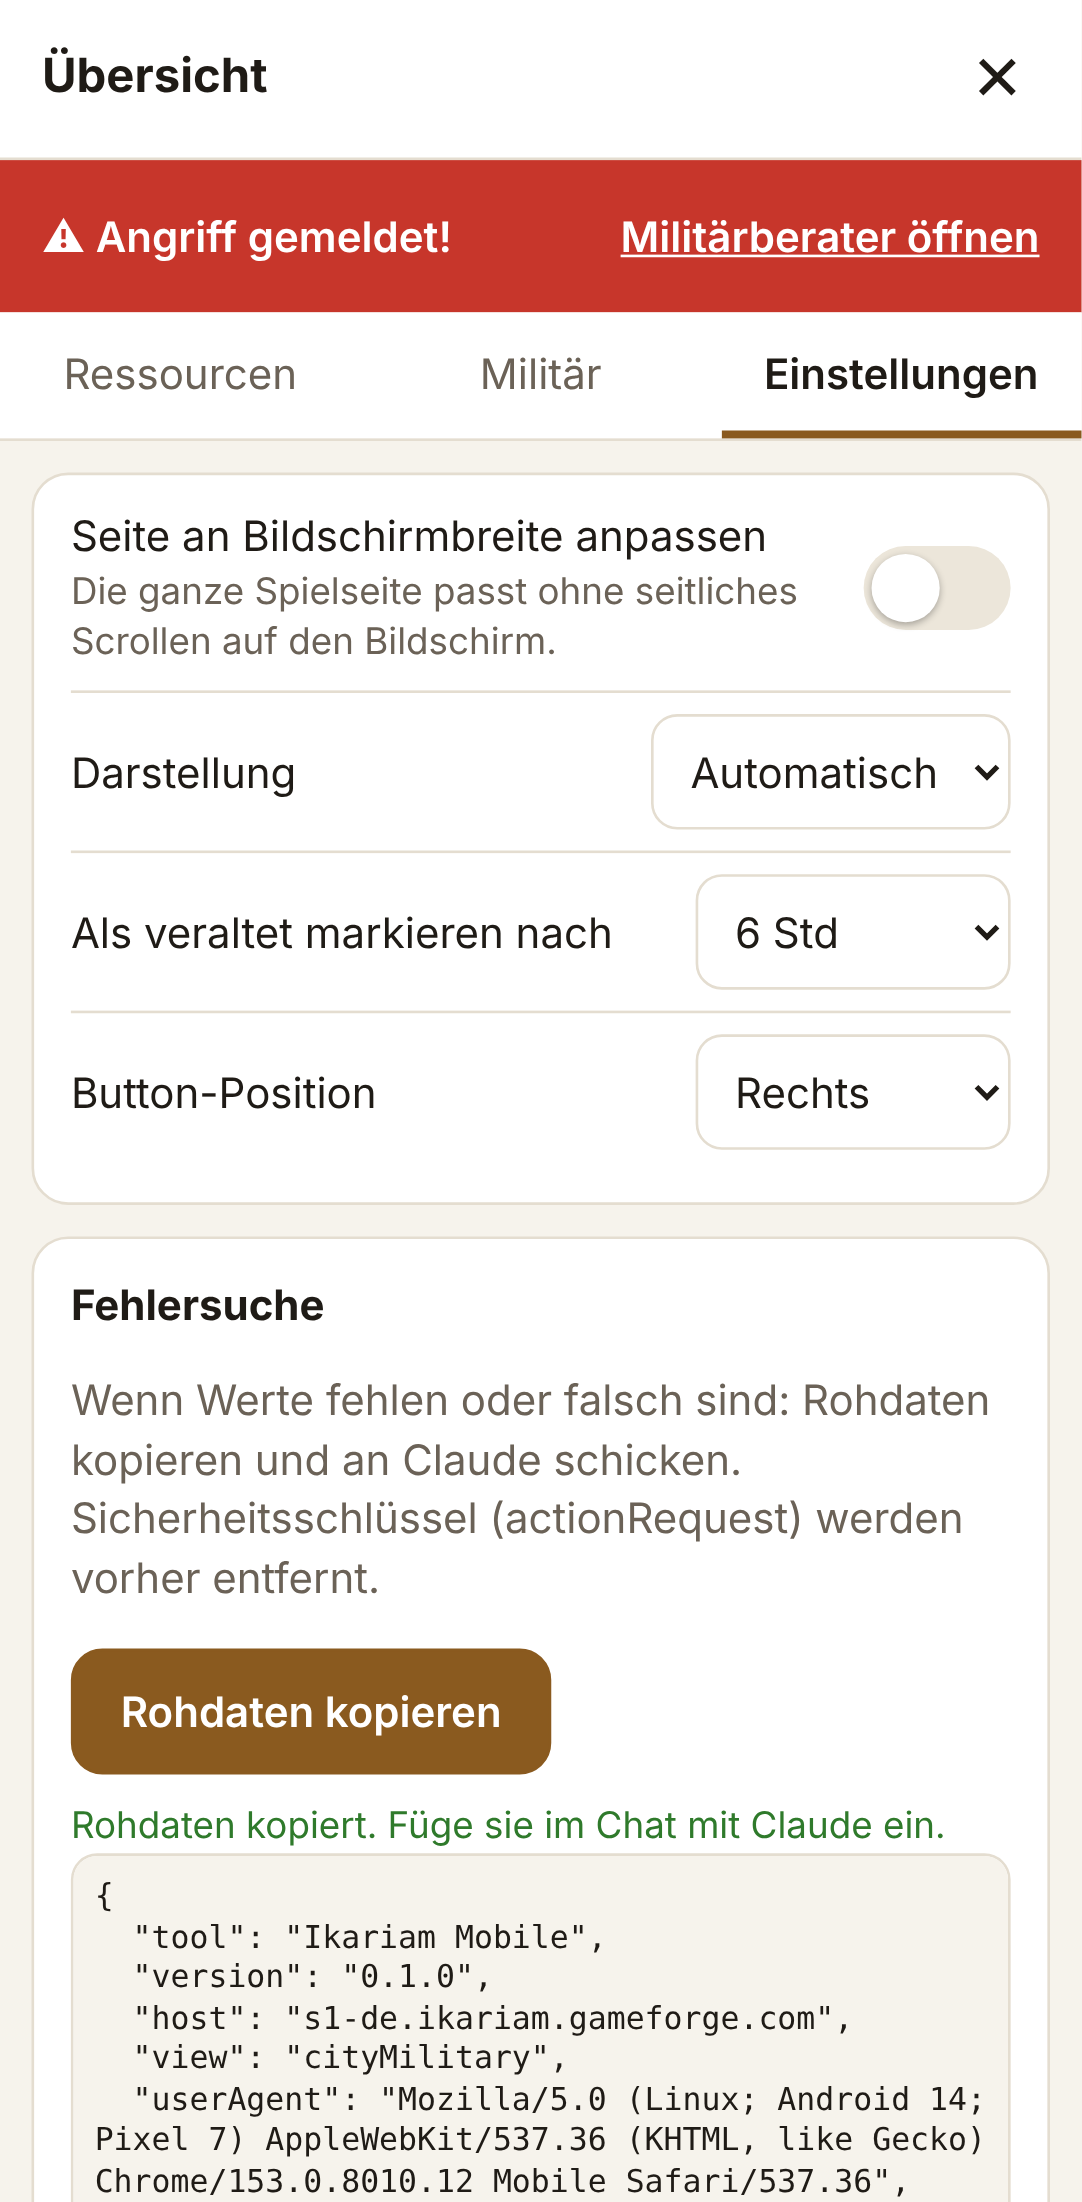 Übersicht
Angriff gemeldet! Militärberater öffnen
Ressourcen Militär Einstellungen
Seite an Bildschirmbreite anpassen
Die ganze Spielseite passt ohne seitliches
Scrollen auf den Bildschirm.
Darstellung Automatisch
Als veraltet markieren nach 6 Std
Button-Position Rechts
Fehlersuche
Wenn Werte fehlen oder falsch sind: Rohdaten
kopieren und an Claude schicken.
Sicherheitsschlüssel (actionRequest) werden
vorher entfernt.
Rohdaten kopieren
Rohdaten kopiert. Füge sie im Chat mit Claude ein.
{
"tool": "Ikariam Mobile",
"version": "0.1.0",
"host": "s1-de.ikariam.gameforge.com",
"view": "cityMilitary",
"userAgent": "Mozilla/5.0 (Linux; Android 14;
Pixel 7) AppleWebKit/537.36 (KHTML, like Gecko)
Chrome/153.0.8010.12 Mobile Safari/537.36",